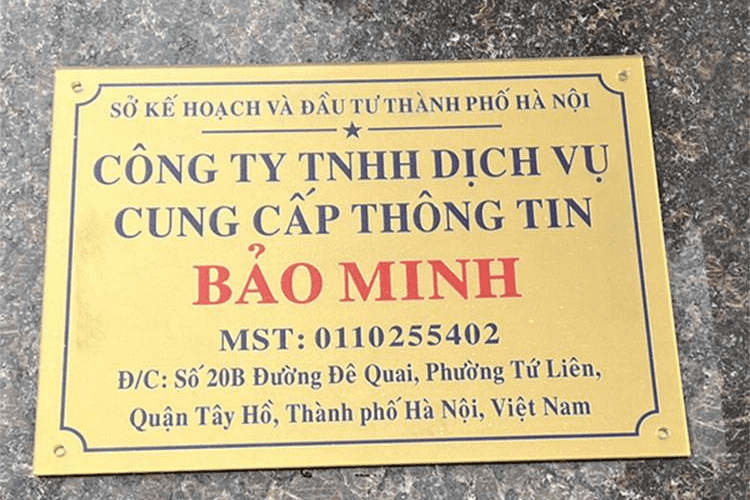 SỞ KẾ HOẠCH VÀ ĐẦU TƯ THÀNH PHỐ HÀ NỘI
CÔNG TY TNHH DỊCH VỤ
CUNG CẤP THÔNG TIN
BẢO MINH
MST: 0110255402
Đ/C: Số 20B Đường Đê Quai, Phường Tứ Liên,
Quận Tây Hồ, Thành phố Hà Nội, Việt Nam